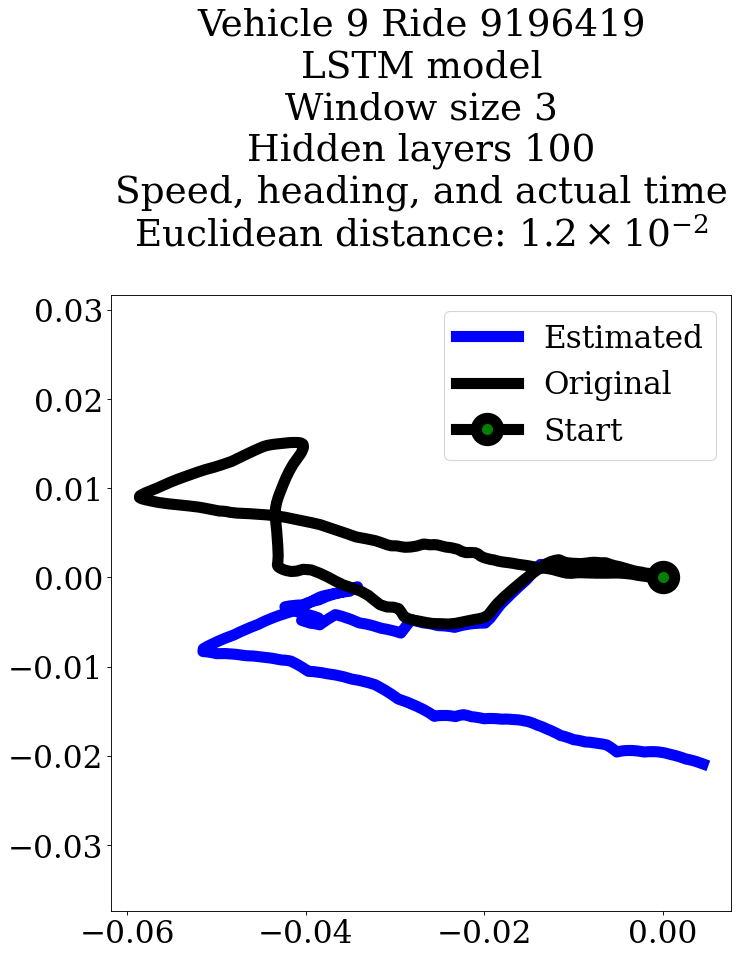 Vehicle 9 Ride 9196419
LSTM model
Window size 3
Hidden layers 100
Speed, heading, and actual time
Euclidean distance: 1.2 × 10⁻²
Estimated
Original
Start
0.03
0.02
0.01
0.00
−0.01
−0.02
−0.03
−0.06 −0.04 −0.02 0.00